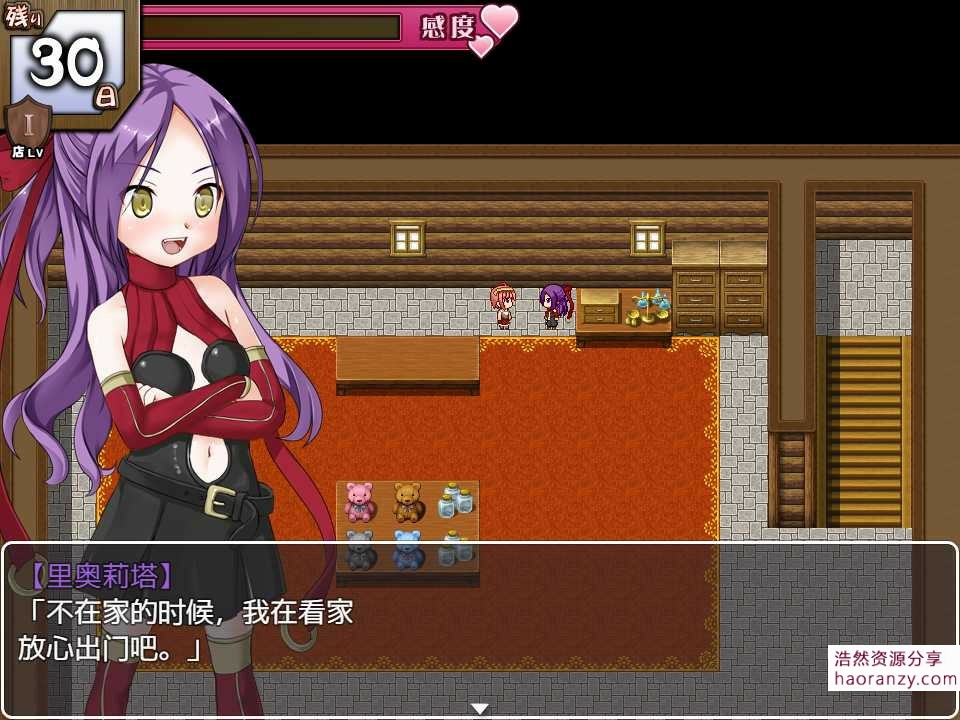 残り
30
日
感度
I
店LV
【里奥莉塔】
「不在家的时候，我在看家
放心出门吧。」
浩然资源分享
haoranzy.com